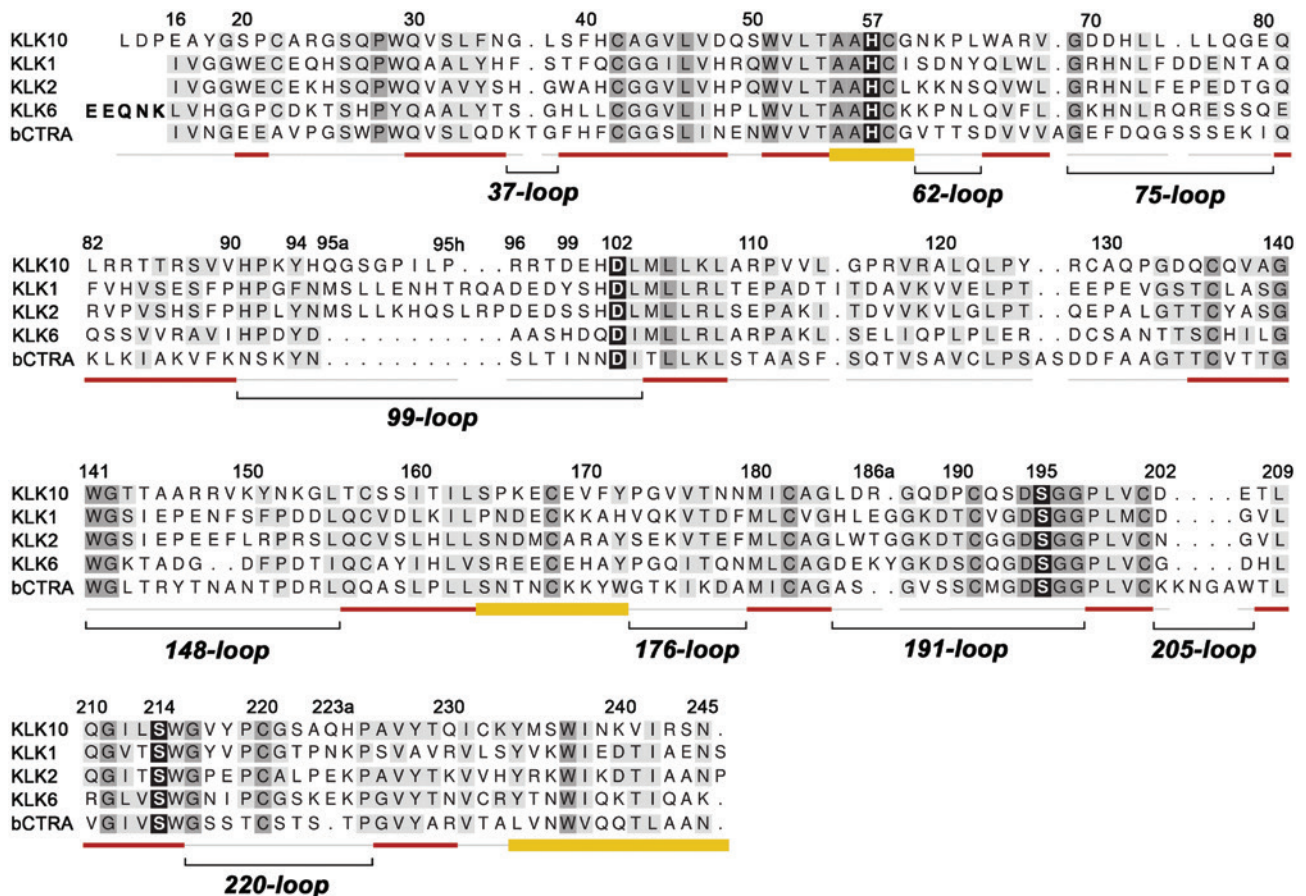 16 20 30 40 50 57 70 80
KLK10 LDPEAYGSPCARGSQPWQVSLFNG.LSFHCAGVLVDQSWVLTAAHCGNKPLWARV.GDDHLL.LLQGEQ
KLK1 IVGGWECEQHSQPWQAALYHF.STFQCGGILVHRQWVLTAAHCISDNYQLWL.GRHNLFDDENTAQ
KLK2 IVGGWECEKHSQPWQVAVYSH.GWAHCGGVLVHPQWVLTAAHCLKKNSQVWL.GRHNLFEPEDTGQ
KLK6 EEQNKLVHGGPCDKTSHPYQAALYTS.GHLLCGGVLIHPLWVLTAAHCKKPNLQVFL.GKHNLRQRESSQE
bCTRA IVNGEEAVPGSWPWQVSLQDKTGFHFCGGSLINENWVVTAAHCGVTTSDVVVAGEFDQGSSSEKIQ
37-loop 62-loop 75-loop
82 90 94 95a 95h 96 99 102 110 120 130 140
KLK10 LRRTTRSVVHPKYHQGSGPILP...RRTDEHDLMLLKLARPVVL.GPRVRALQLPY..RCAQPGDQCQVAG
KLK1 FVHVSESFPHPGFNMSLLENHTRQADEDYSHDLMLLRLTEPADTITDAVKVVELPT..EEPEVGSTCLASG
KLK2 RVPVSHSFPHPLYNMSLLKHQSLRPDEDSSHDLMLLRLSEPAKI.TDVVKVLGLPT..QEPALGTTCYASG
KLK6 QSSVVRAVIHPDYD...........AASHDQDIMLLRLARPAKL.SELIQPLPLER..DCSANTTSCHILG
bCTRA KLKIAKVFKNSKYN...........SLTINNDITLLKLSTAASF.SQTVSAVCLPSASDDFAAGTTCVTTG
99-loop
141 150 160 170 180 186a 190 195 202 209
KLK10 WGTTAARRVKYNKGLTCSSITILSPKECEVFYPGVVTNNMICAGLDR.GQDPCQSDSGGPLVCD....ETL
KLK1 WGSIEPENFSFPDDLQCVDLKILPNDECKKAHVQKVTDFMLCVGHLEGGKDTCVGDSGGPLMCD....GVL
KLK2 WGSIEPEEFLRPRSLQCVSLHLLSNDMCARAYSEKVTEFMLCAGLWTGGKDTCGGDSGGPLVCN....GVL
KLK6 WGKTADG..DFPDTIQCAYIHLVSREECEHAYPGQITQNMLCAGDEKYGKDSCQGDSGGPLVCG....DHL
bCTRA WGLTRYTNANTPDRLQQASLPLLSNTNCKKYWGTKIKDAMICAGAS..GVSSCMGDSGGPLVCKKNGAWTL
148-loop 176-loop 191-loop 205-loop
210 214 220 223a 230 240 245
KLK10 QGILSWGVYPCGSAQHPAVYTQICKYMSWINKVIRSN.
KLK1 QGVTSWGYVPCGTPNKPSVAVRVLSYVKWIEDTIAENS
KLK2 QGITSWGPEPCALPEKPAVYTKVVHYRKWIKDTIAANP
KLK6 RGLVSWGNIPCGSKEKPGVYTNVCRYTNWIQKTIQAK.
bCTRA VGIVSWGSSTCSTS.TPGVYARVTALVNWVQQTLAAN.
220-loop